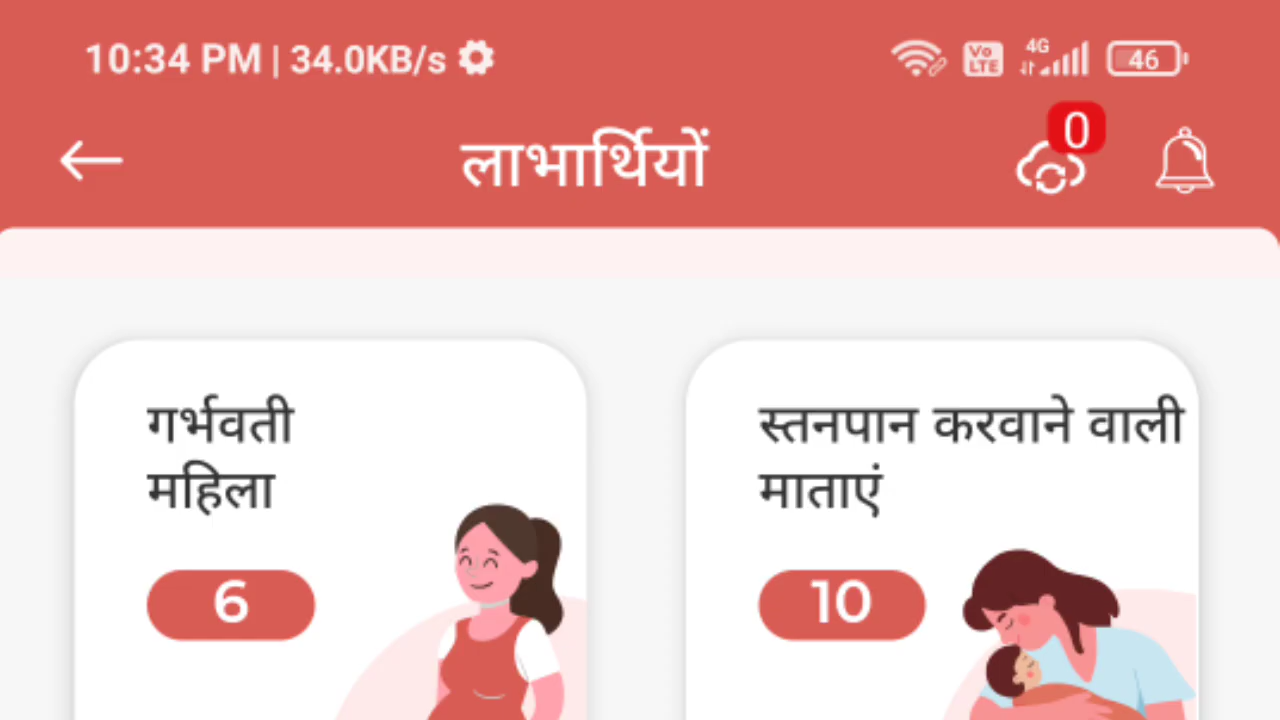 10:34 PM | 34.0KB/s
Vo LTE 4G 46
0
लाभार्थियों
गर्भवती
महिला
6
स्तनपान करवाने वाली
माताएं
10